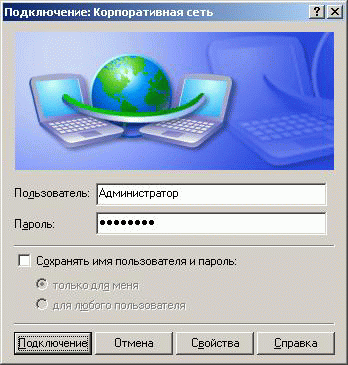 Подключение: Корпоративная сеть
Пользователь: Администратор
Пароль: ••••••••
Сохранять имя пользователя и пароль:
только для меня
для любого пользователя
Подключение Отмена Свойства Справка